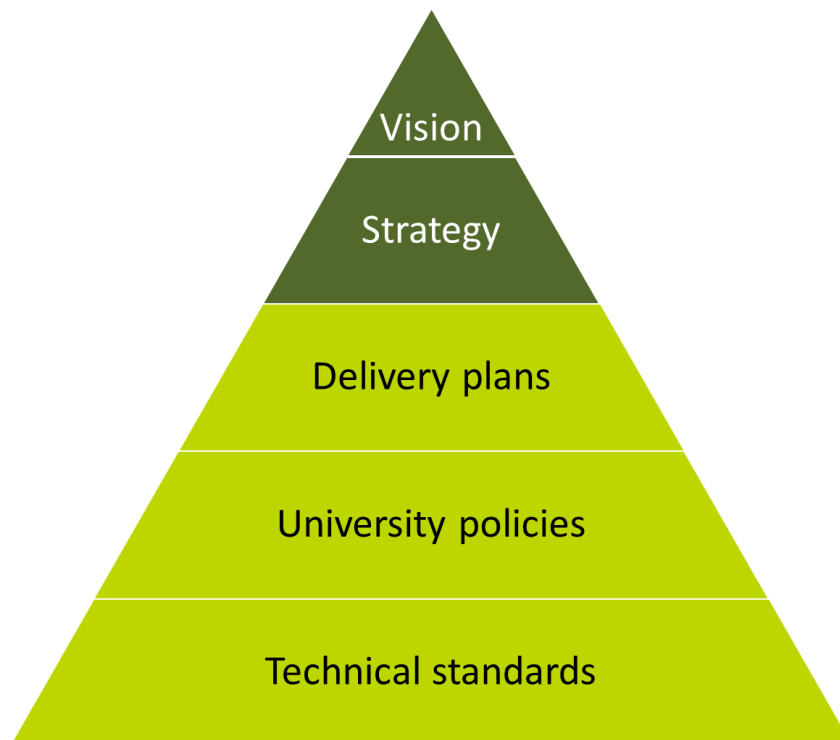 Vision
Strategy
Delivery plans
University policies
Technical standards